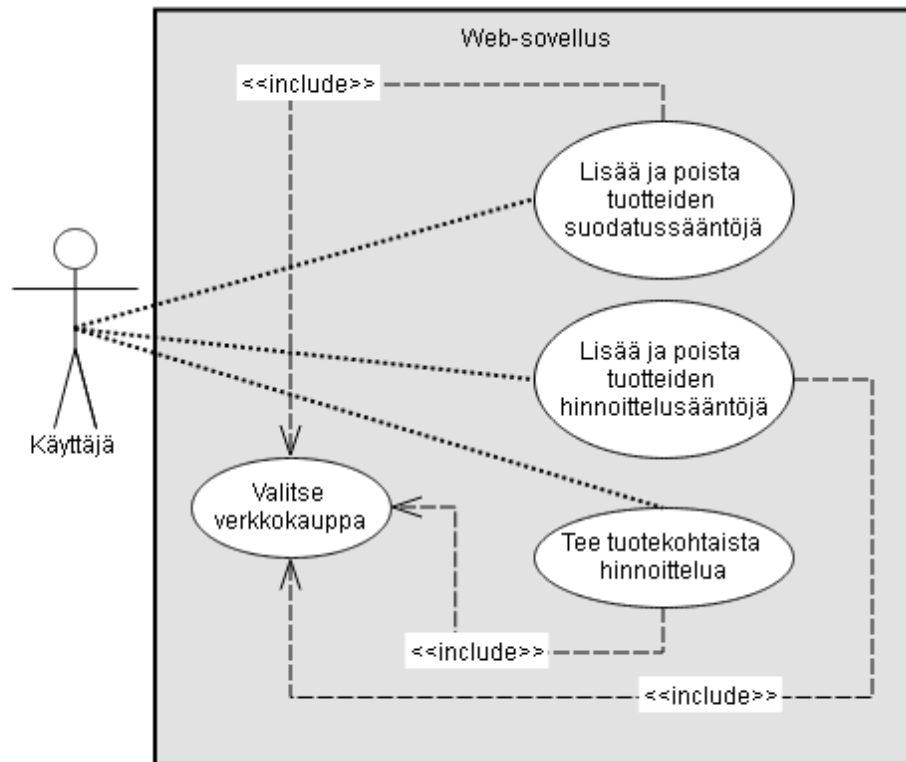 Web-sovellus
<<include>>
Lisää ja poista
tuotteiden
suodatussääntöjä
Lisää ja poista
tuotteiden
hinnoittelusääntöjä
Käyttäjä
Valitse
verkkokauppa
Tee tuotekohtaista
hinnoittelua
<<include>>
<<include>>